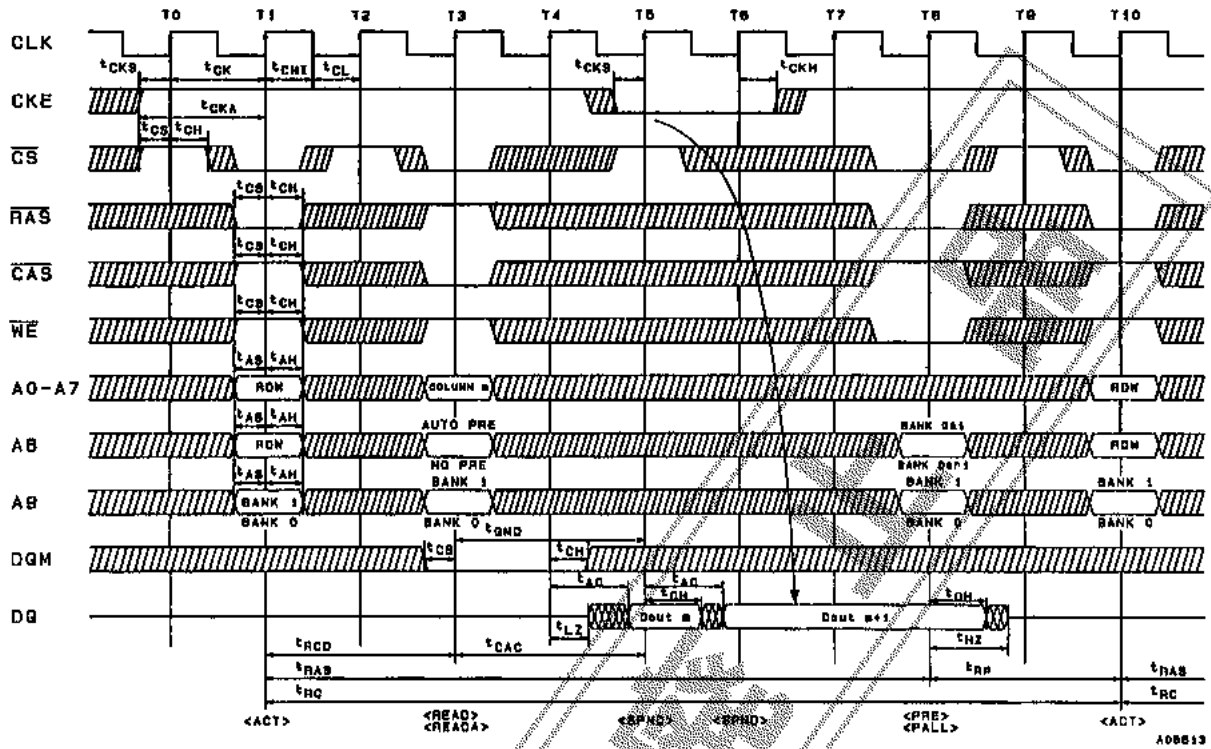 T0 T1 T2 T3 T4 T5 T6 T7 T8 T9 T10
CLK
tCKS tCK tCHI tCL tCKS tCKH
CKE
tCKA
tCS tCH
CS
tCS tCH
RAS
tCS tCH
CAS
tCS tCH
WE
tAS tAH
A0-A7 ROW COLUMN m ROW
tAS tAH AUTO PRE BANK 0&1
A8 ROW ROW
NO PRE BANK 0or1
tAS tAH BANK 1 BANK 1 BANK 1
A9 BANK 1
BANK 0 BANK 0 BANK 0 BANK 0
tQMD
tCS tCH
DQM
tAC tAC
tOH tOH
DQ Dout m Dout m+1
tLZ tHZ
tRCD tCAC
tRAS tRP tRAS
tRC tRC
<ACT> <READ> <SPND> <SPND> <PRE> <ACT>
<READA> <PALL>